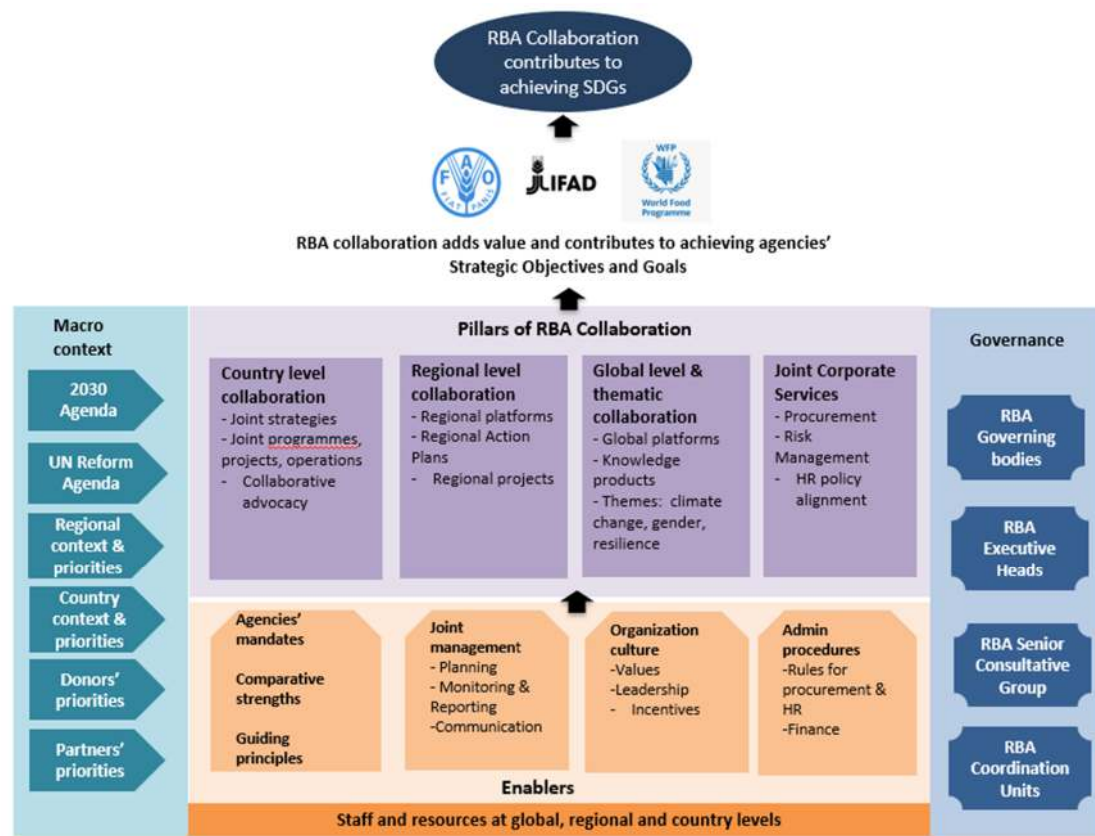 RBA Collaboration
contributes to
achieving SDGs
F A O
FIAT PANIS
JLIFAD
WFP
World Food
Programme
RBA collaboration adds value and contributes to achieving agencies'
Strategic Objectives and Goals
Macro
context
2030
Agenda
UN Reform
Agenda
Regional
context &
priorities
Country
context &
priorities
Donors'
priorities
Partners'
priorities
Pillars of RBA Collaboration
Country level
collaboration
- Joint strategies
- Joint programmes,
projects, operations
- Collaborative
advocacy
Regional level
collaboration
- Regional platforms
- Regional Action
Plans
- Regional projects
Global level &
thematic
collaboration
- Global platforms
- Knowledge
products
- Themes: climate
change, gender,
resilience
Joint Corporate
Services
- Procurement
- Risk
Management
- HR policy
alignment
Agencies'
mandates
Comparative
strengths
Guiding
principles
Joint
management
- Planning
- Monitoring &
Reporting
-Communication
Organization
culture
-Values
-Leadership
- Incentives
Admin
procedures
-Rules for
procurement &
HR
-Finance
Enablers
Staff and resources at global, regional and country levels
Governance
RBA
Governing
bodies
RBA
Executive
Heads
RBA Senior
Consultative
Group
RBA
Coordination
Units